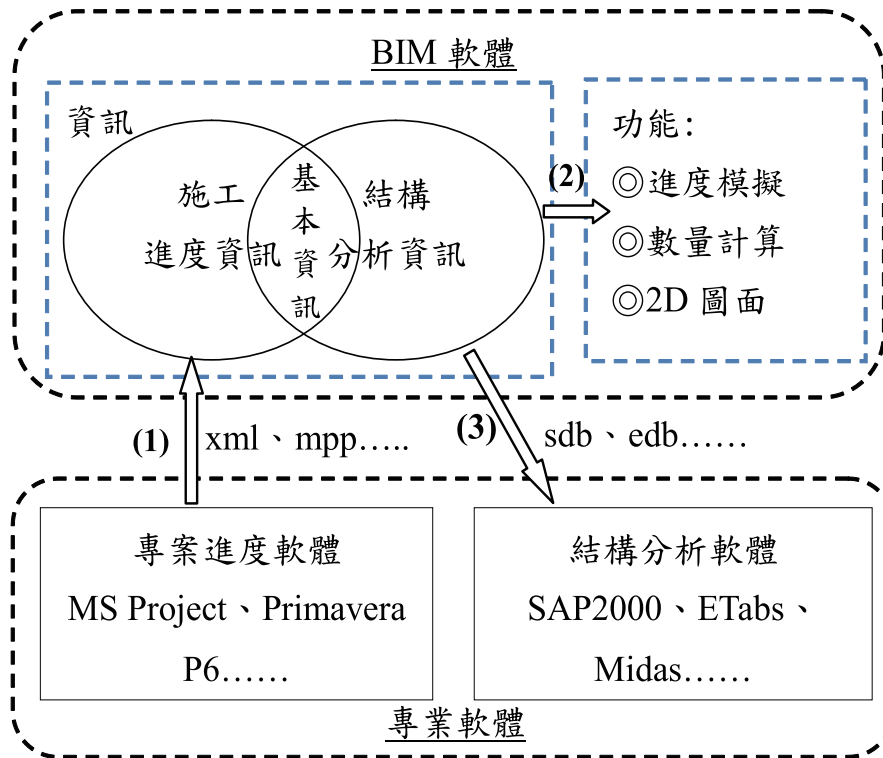 BIM 軟體
資訊
施工
進度資訊
基本資訊
結構
分析資訊
(2)
功能:
◎進度模擬
◎數量計算
◎2D 圖面
(1)
xml、mpp…..
(3)
sdb、edb……
專案進度軟體
MS Project、Primavera
P6……
結構分析軟體
SAP2000、ETabs、
Midas……
專業軟體